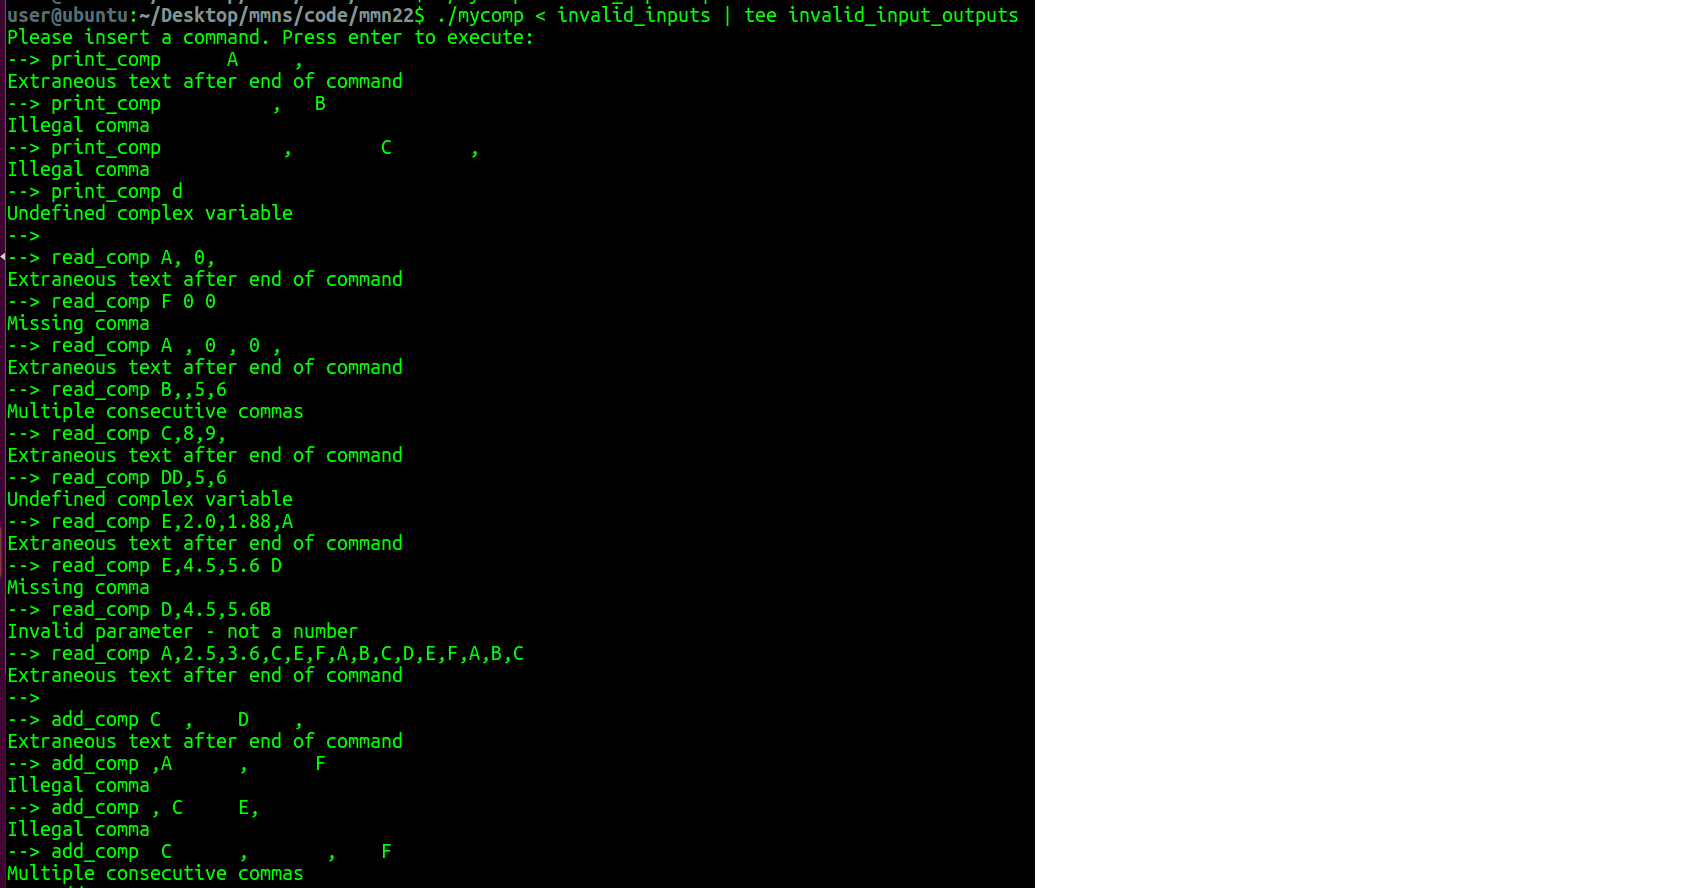 user@ubuntu:~/Desktop/mmns/code/mmn22$ ./mycomp < invalid_inputs | tee invalid_input_outputs
Please insert a command. Press enter to execute:
--> print_comp      A     ,
Extraneous text after end of command
--> print_comp          ,   B
Illegal comma
--> print_comp           ,        C       ,
Illegal comma
--> print_comp d
Undefined complex variable
-->
--> read_comp A, 0,
Extraneous text after end of command
--> read_comp F 0 0
Missing comma
--> read_comp A , 0 , 0 ,
Extraneous text after end of command
--> read_comp B,,5,6
Multiple consecutive commas
--> read_comp C,8,9,
Extraneous text after end of command
--> read_comp DD,5,6
Undefined complex variable
--> read_comp E,2.0,1.88,A
Extraneous text after end of command
--> read_comp E,4.5,5.6 D
Missing comma
--> read_comp D,4.5,5.6B
Invalid parameter - not a number
--> read_comp A,2.5,3.6,C,E,F,A,B,C,D,E,F,A,B,C
Extraneous text after end of command
-->
--> add_comp C  ,    D    ,
Extraneous text after end of command
--> add_comp ,A      ,      F
Illegal comma
--> add_comp , C     E,
Illegal comma
--> add_comp  C      ,       ,    F
Multiple consecutive commas